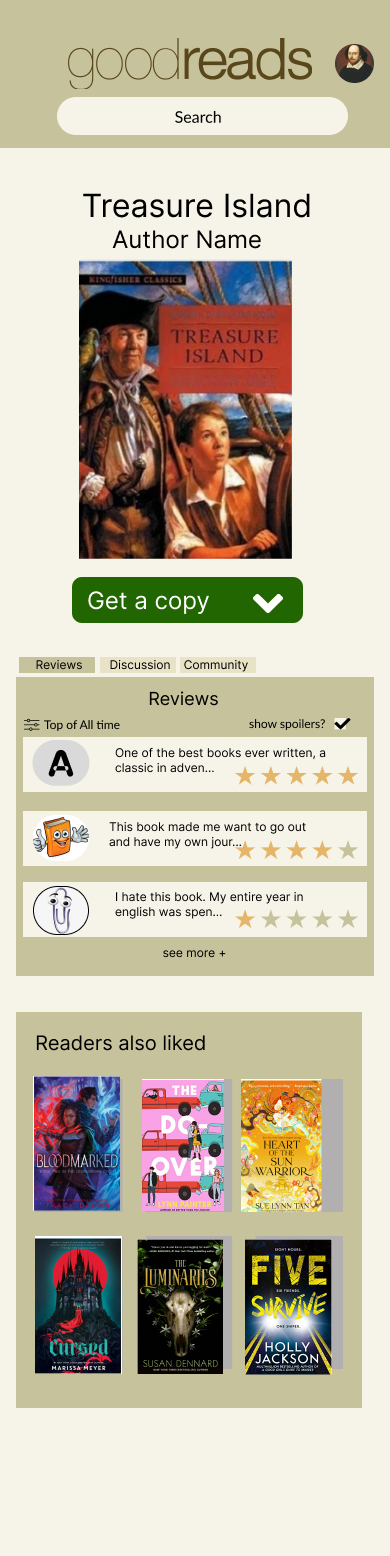 goodreads
Search
Treasure Island
Author Name
KINGFISHER CLASSICS
TREASURE
ISLAND
Get a copy
Reviews Discussion Community
Reviews
Top of All time show spoilers?
A
One of the best books ever written, a
classic in adven...
This book made me want to go out
and have my own jour...
I hate this book. My entire year in
english was spen...
see more +
Readers also liked
BLOODMARKED
THE
DO-
OVER
LYNN PAINTER
HEART
OF THE
SUN
WARRIOR
SUE LYNN TAN
Cursed
MARISSA MEYER
THE
LUMINARIES
SUSAN DENNARD
EIGHT HOURS.
FIVE
SIX FRIENDS.
SURVIVE
ONE SNIPER.
HOLLY
JACKSON